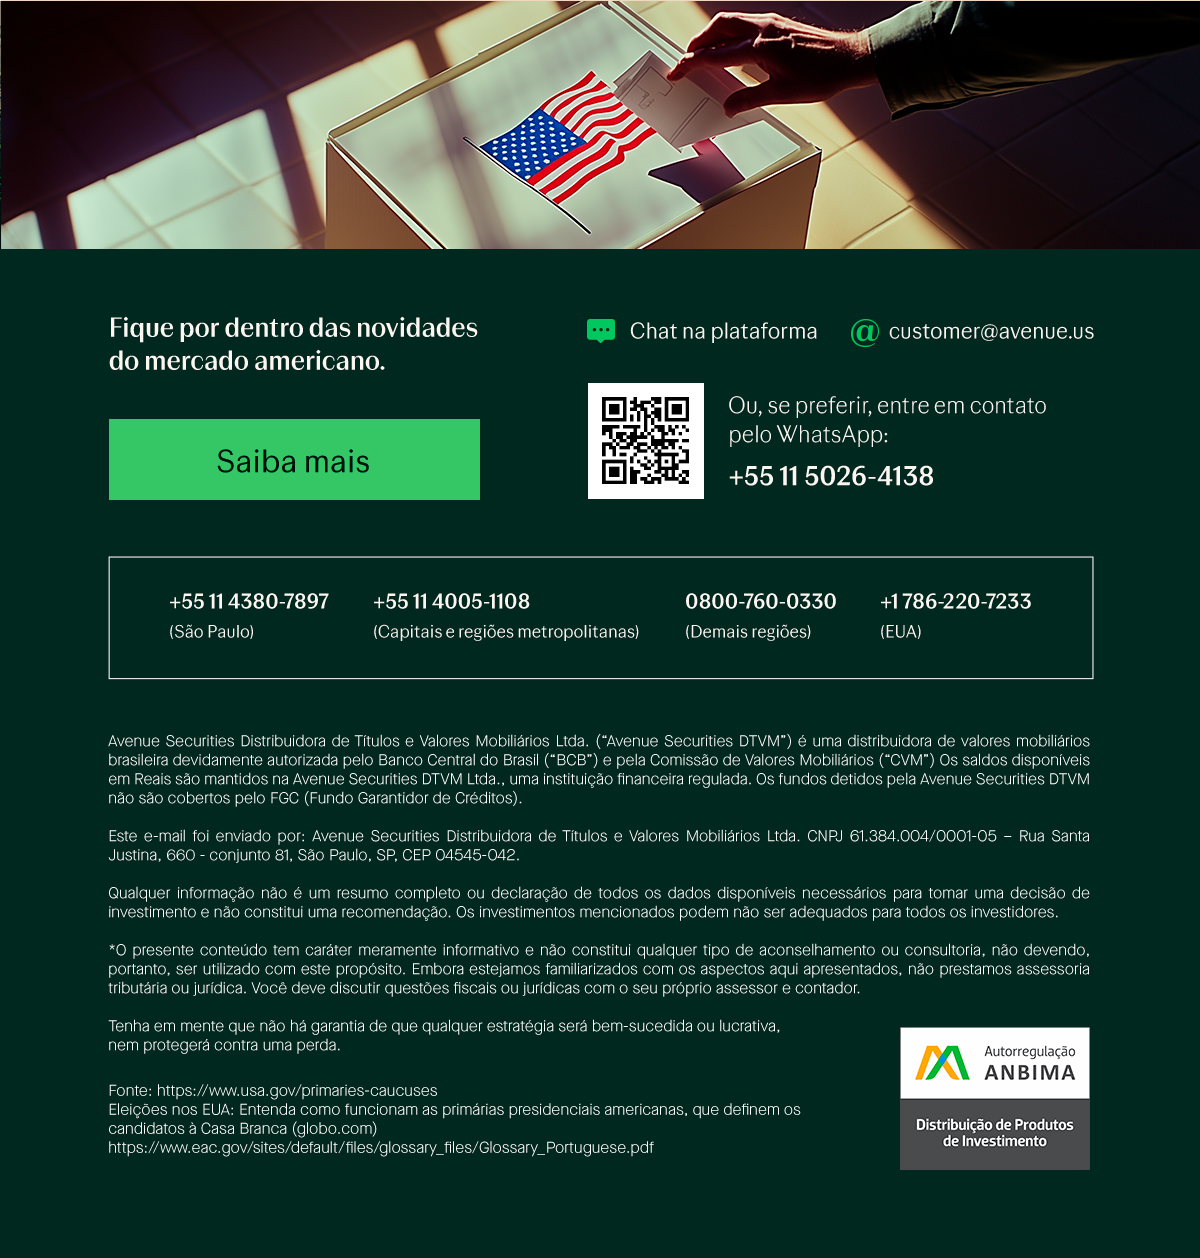 Fique por dentro das novidades
do mercado americano.
Saiba mais
Chat na plataforma
customer@avenue.us
Ou, se preferir, entre em contato
pelo WhatsApp:
+55 11 5026-4138
+55 11 4380-7897
(São Paulo)
+55 11 4005-1108
(Capitais e regiões metropolitanas)
0800-760-0330
(Demais regiões)
+1 786-220-7233
(EUA)
Avenue Securities Distribuidora de Títulos e Valores Mobiliários Ltda. (“Avenue Securities DTVM”) é uma distribuidora de valores mobiliários
brasileira devidamente autorizada pelo Banco Central do Brasil (“BCB”) e pela Comissão de Valores Mobiliários (“CVM”) Os saldos disponíveis
em Reais são mantidos na Avenue Securities DTVM Ltda., uma instituição financeira regulada. Os fundos detidos pela Avenue Securities DTVM
não são cobertos pelo FGC (Fundo Garantidor de Créditos).
Este e-mail foi enviado por: Avenue Securities Distribuidora de Títulos e Valores Mobiliários Ltda. CNPJ 61.384.004/0001-05 – Rua Santa
Justina, 660 - conjunto 81, São Paulo, SP, CEP 04545-042.
Qualquer informação não é um resumo completo ou declaração de todos os dados disponíveis necessários para tomar uma decisão de
investimento e não constitui uma recomendação. Os investimentos mencionados podem não ser adequados para todos os investidores.
*O presente conteúdo tem caráter meramente informativo e não constitui qualquer tipo de aconselhamento ou consultoria, não devendo,
portanto, ser utilizado com este propósito. Embora estejamos familiarizados com os aspectos aqui apresentados, não prestamos assessoria
tributária ou jurídica. Você deve discutir questões fiscais ou jurídicas com o seu próprio assessor e contador.
Tenha em mente que não há garantia de que qualquer estratégia será bem-sucedida ou lucrativa,
nem protegerá contra uma perda.
Fonte: https://www.usa.gov/primaries-caucuses
Eleições nos EUA: Entenda como funcionam as primárias presidenciais americanas, que definem os
candidatos à Casa Branca (globo.com)
https://www.eac.gov/sites/default/files/glossary_files/Glossary_Portuguese.pdf
Autorregulação
ANBIMA
Distribuição de Produtos
de Investimento